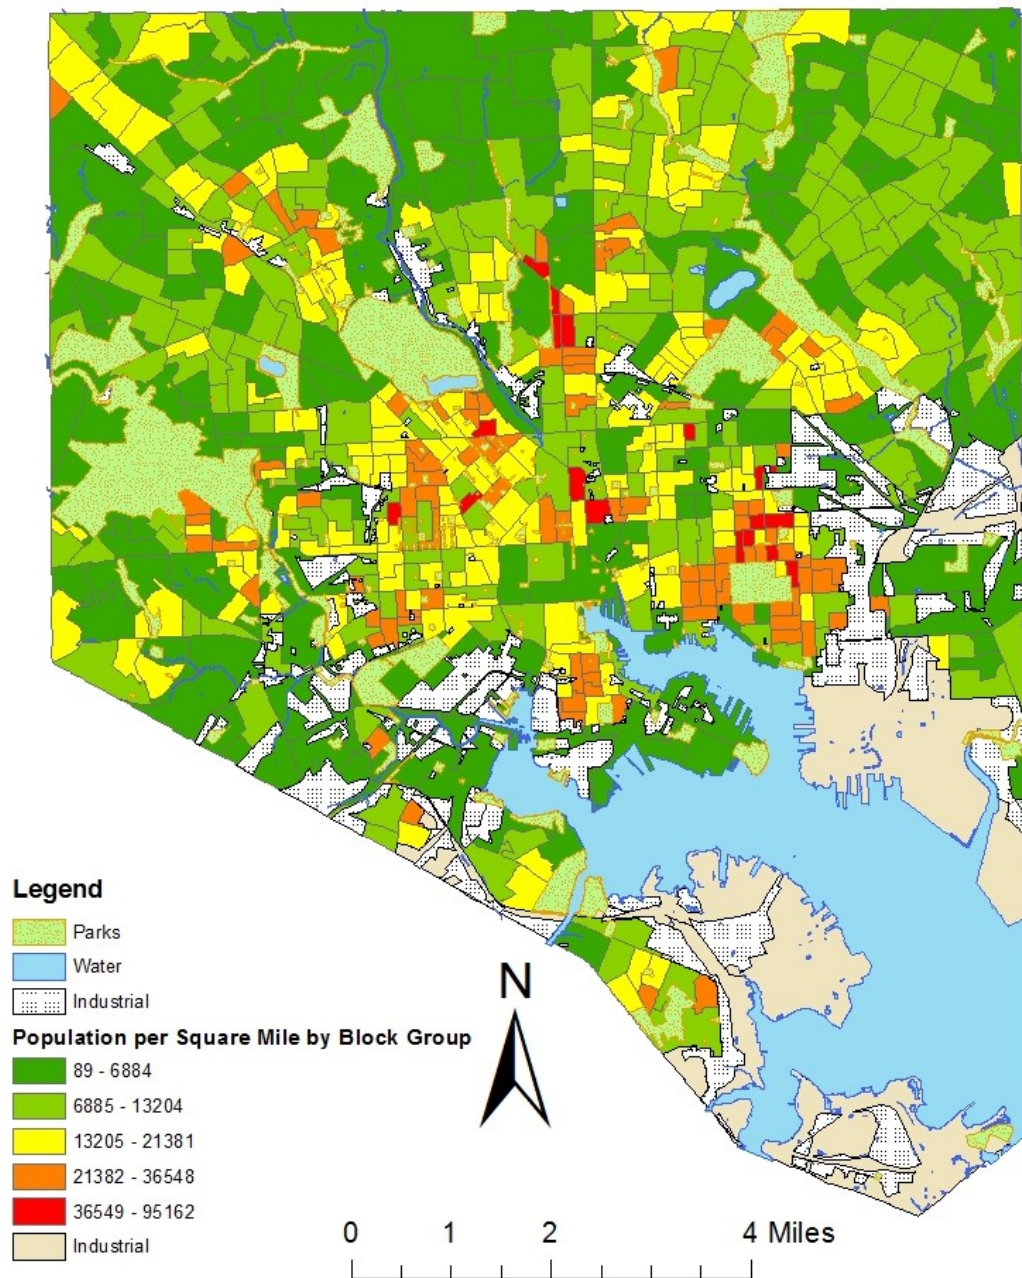 Legend
Parks
Water
Industrial
Population per Square Mile by Block Group
89 - 6884
6885 - 13204
13205 - 21381
21382 - 36548
36549 - 95162
Industrial
N
0 1 2 4 Miles